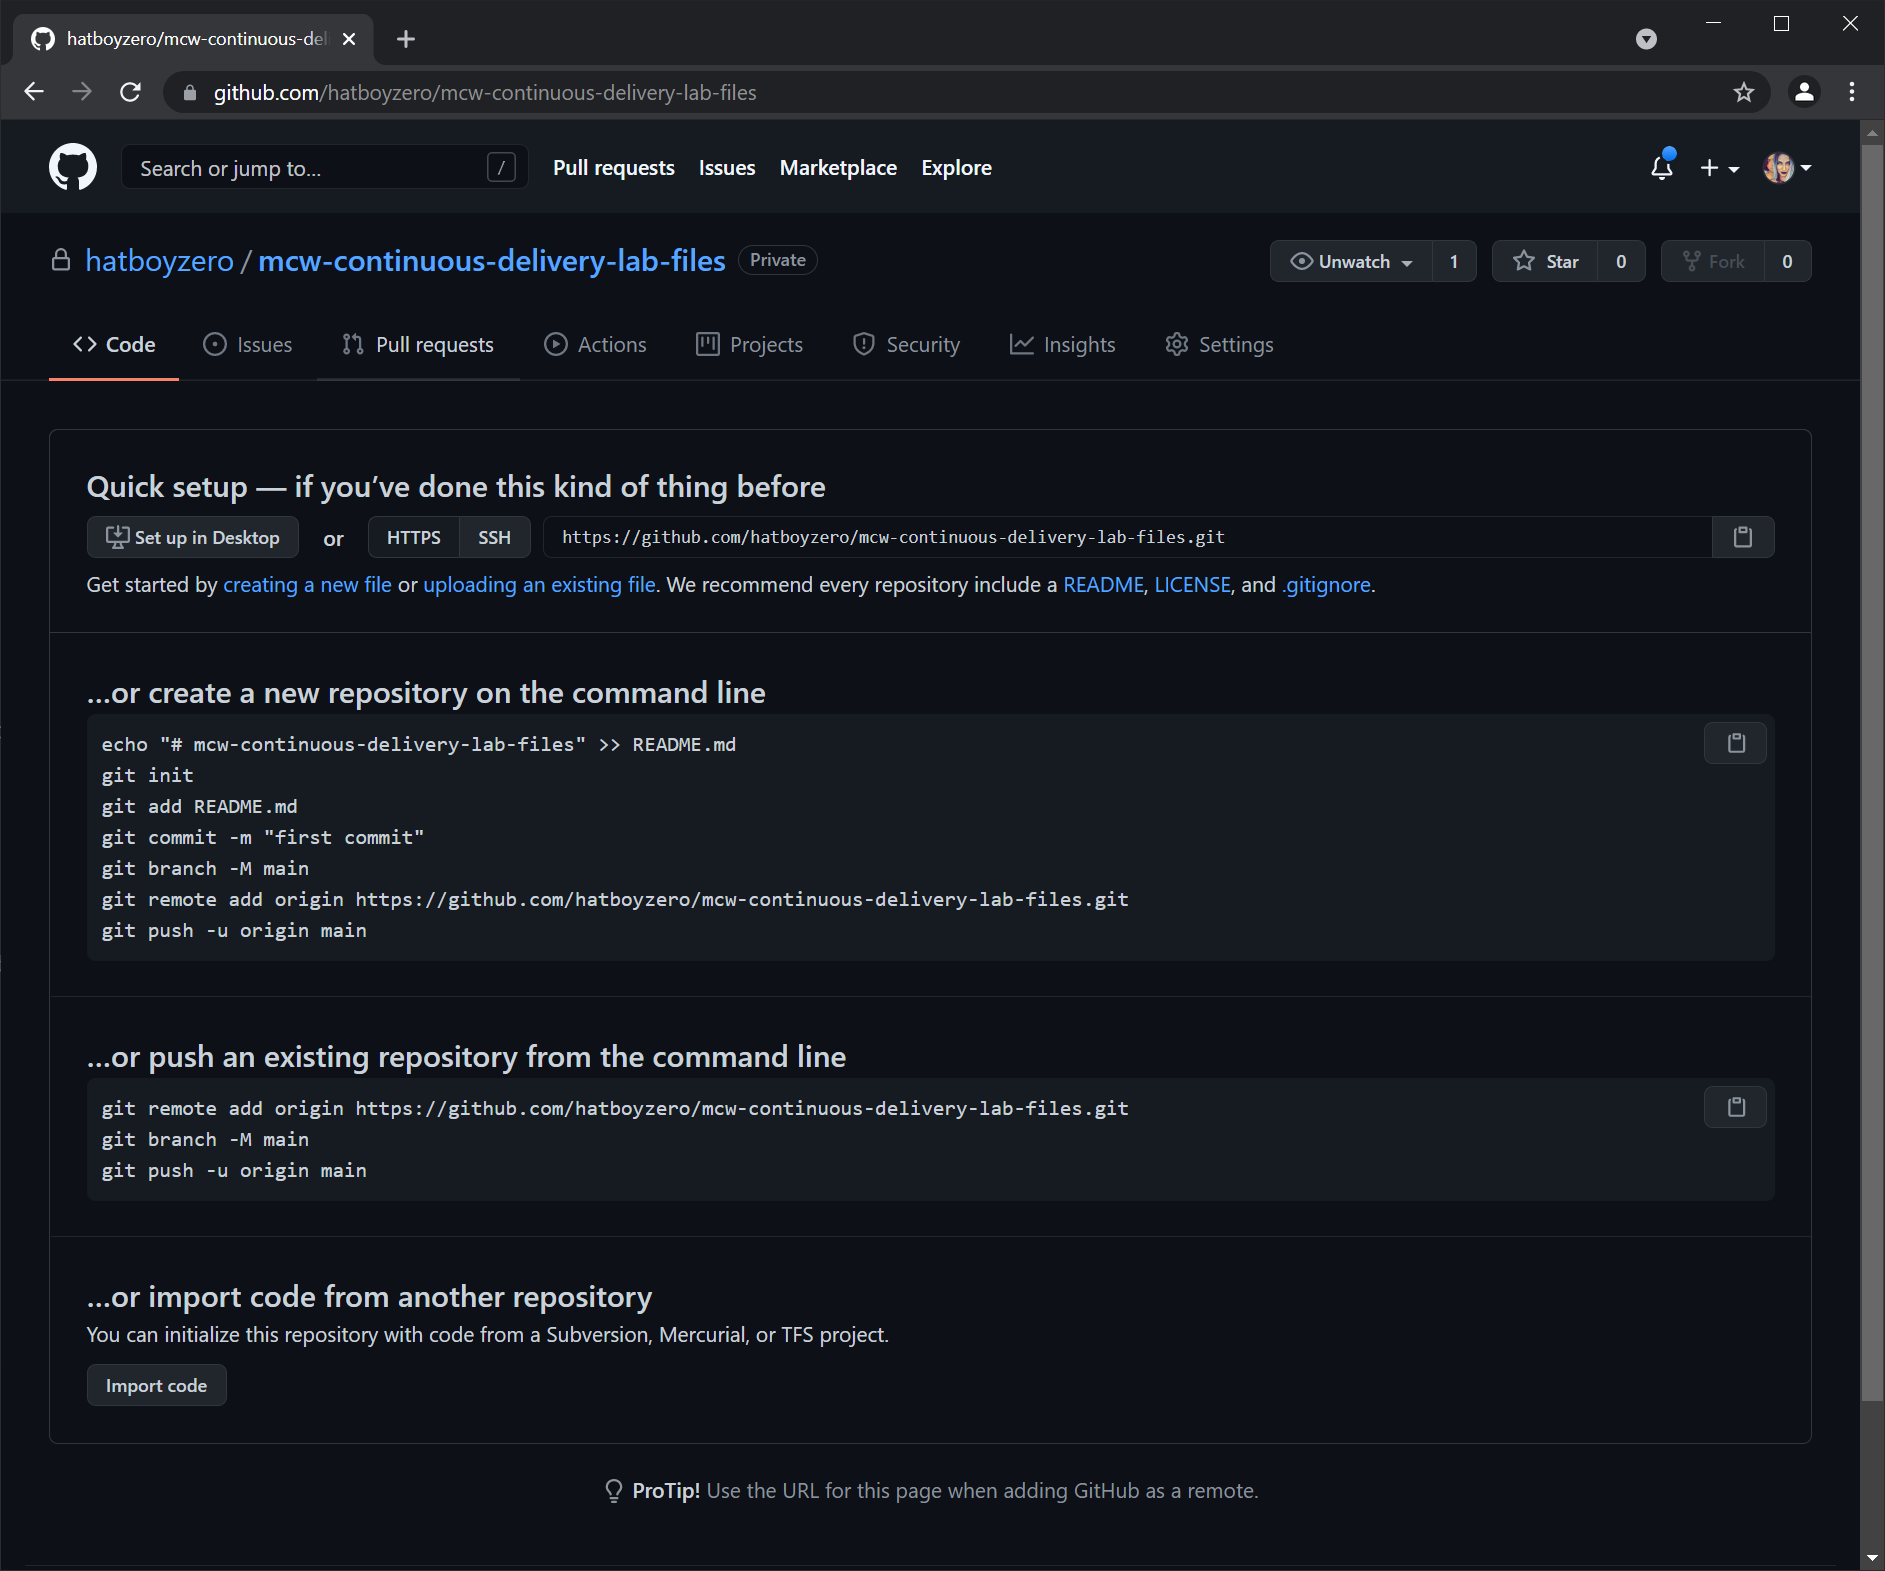 hatboyzero/mcw-continuous-del
github.com/hatboyzero/mcw-continuous-delivery-lab-files
Search or jump to... /
Pull requests Issues Marketplace Explore
hatboyzero / mcw-continuous-delivery-lab-files Private
Unwatch 1 Star 0 Fork 0
Code Issues Pull requests Actions Projects Security Insights Settings
Quick setup — if you’ve done this kind of thing before
Set up in Desktop or HTTPS SSH https://github.com/hatboyzero/mcw-continuous-delivery-lab-files.git
Get started by creating a new file or uploading an existing file. We recommend every repository include a README, LICENSE, and .gitignore.
…or create a new repository on the command line
echo "# mcw-continuous-delivery-lab-files" >> README.md
git init
git add README.md
git commit -m "first commit"
git branch -M main
git remote add origin https://github.com/hatboyzero/mcw-continuous-delivery-lab-files.git
git push -u origin main
…or push an existing repository from the command line
git remote add origin https://github.com/hatboyzero/mcw-continuous-delivery-lab-files.git
git branch -M main
git push -u origin main
…or import code from another repository
You can initialize this repository with code from a Subversion, Mercurial, or TFS project.
Import code
ProTip! Use the URL for this page when adding GitHub as a remote.